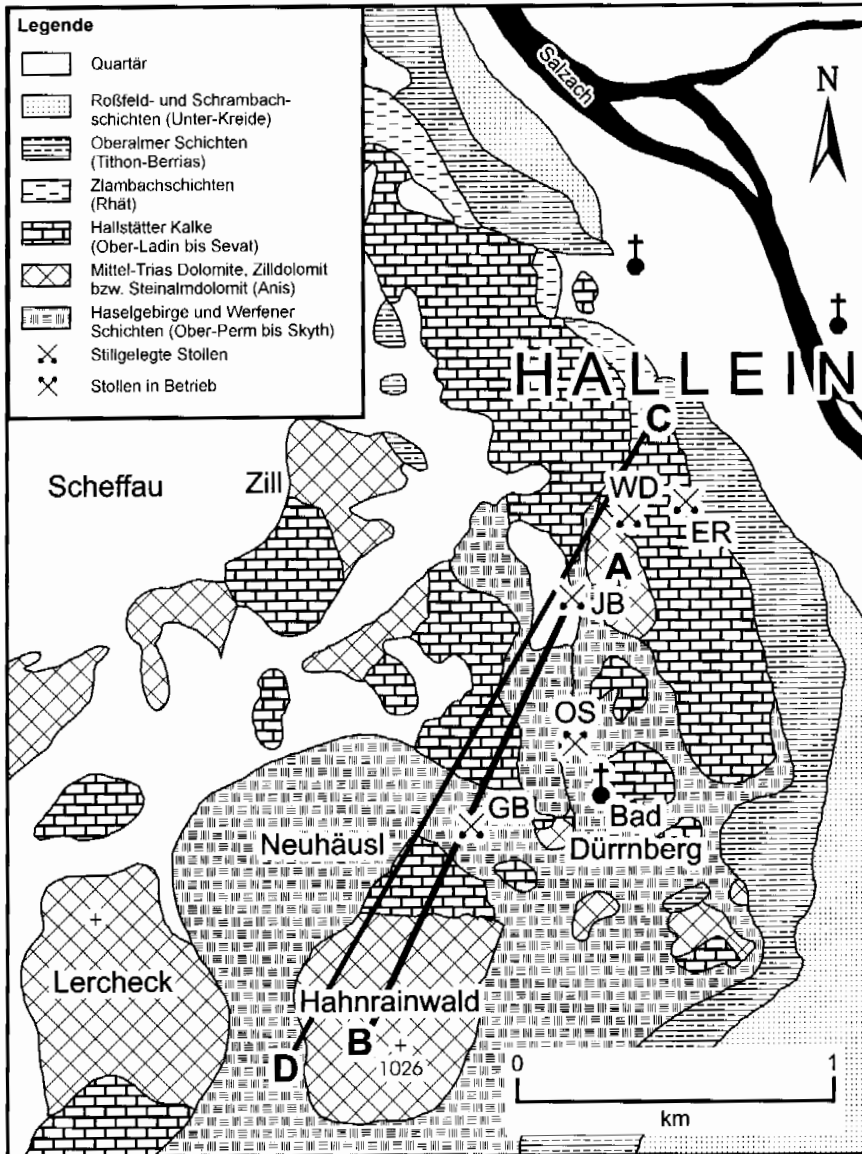 Legende
Quartär
Roßfeld- und Schrambach-
schichten (Unter-Kreide)
Oberalmer Schichten
(Tithon-Berrias)
Zlambachschichten
(Rhät)
Hallstätter Kalke
(Ober-Ladin bis Sevat)
Mittel-Trias Dolomite, Zilldolomit
bzw. Steinalmdolomit (Anis)
Haselgebirge und Werfener
Schichten (Ober-Perm bis Skyth)
Stillgelegte Stollen
Stollen in Betrieb
Salzach
N
HALLEIN
C
Scheffau
Zill
WD
ER
A
JB
OS
GB
Bad
Dürrnberg
Neuhäusl
Lercheck
Hahnrainwald
B
D
1026
0
1
km